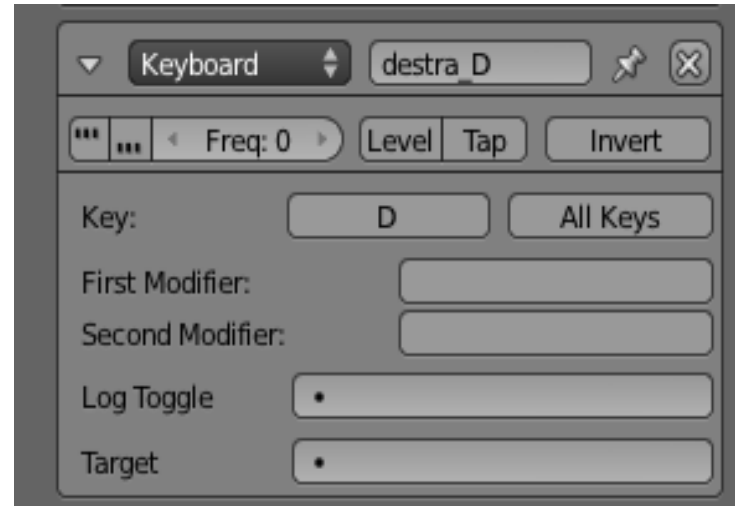 Keyboard destra_D
Freq: 0 Level Tap Invert
Key: D All Keys
First Modifier:
Second Modifier:
Log Toggle
Target